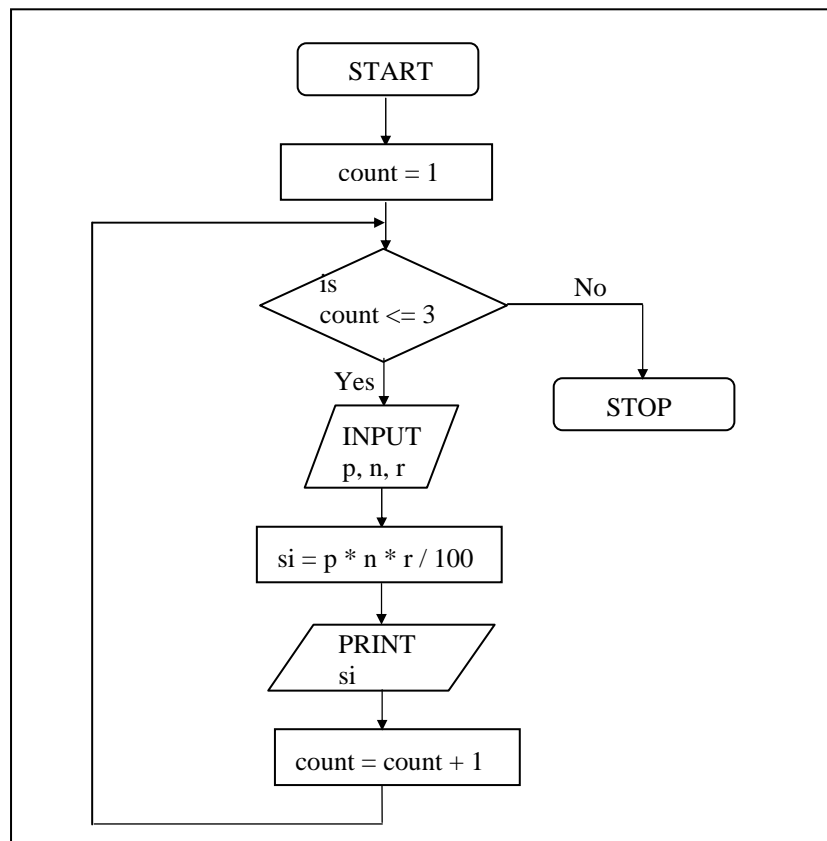 START
count = 1
is
count <= 3
No
Yes
STOP
INPUT
p, n, r
si = p * n * r / 100
PRINT
si
count = count + 1